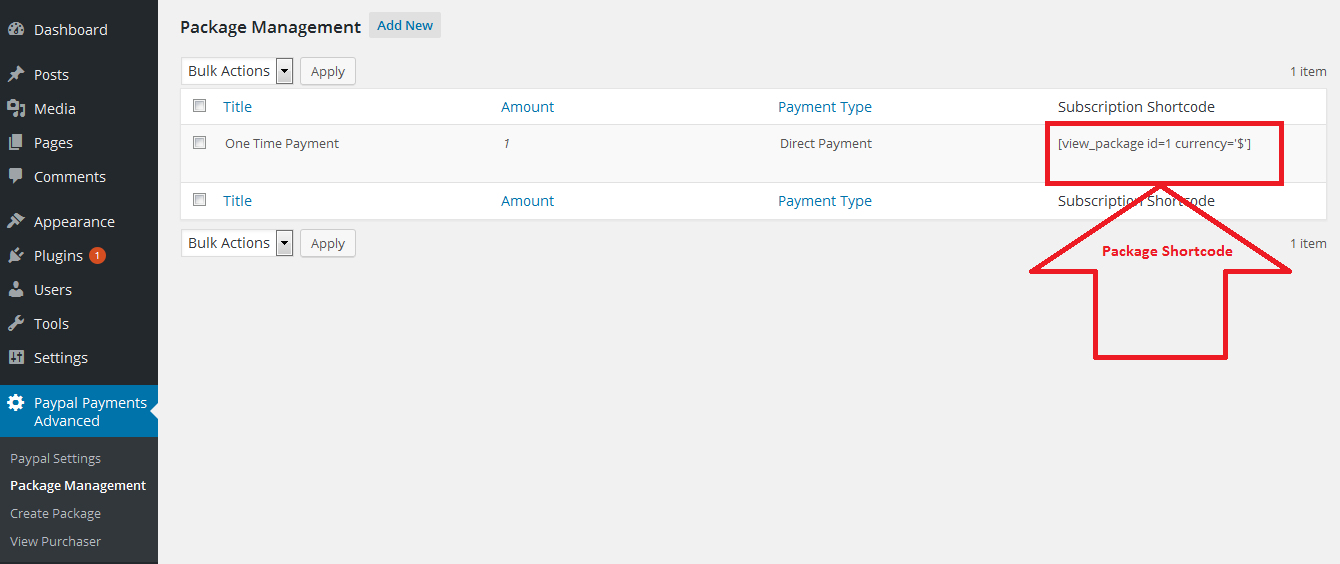 Dashboard
Posts
Media
Pages
Comments
Appearance
Plugins 1
Users
Tools
Settings
Paypal Payments
Advanced
Paypal Settings
Package Management
Create Package
View Purchaser
Package Management Add New
Bulk Actions Apply 1 item
Title Amount Payment Type Subscription Shortcode
One Time Payment 1 Direct Payment [view_package id=1 currency='$']
Title Amount Payment Type Subscription Shortcode
Bulk Actions Apply 1 item
Package Shortcode